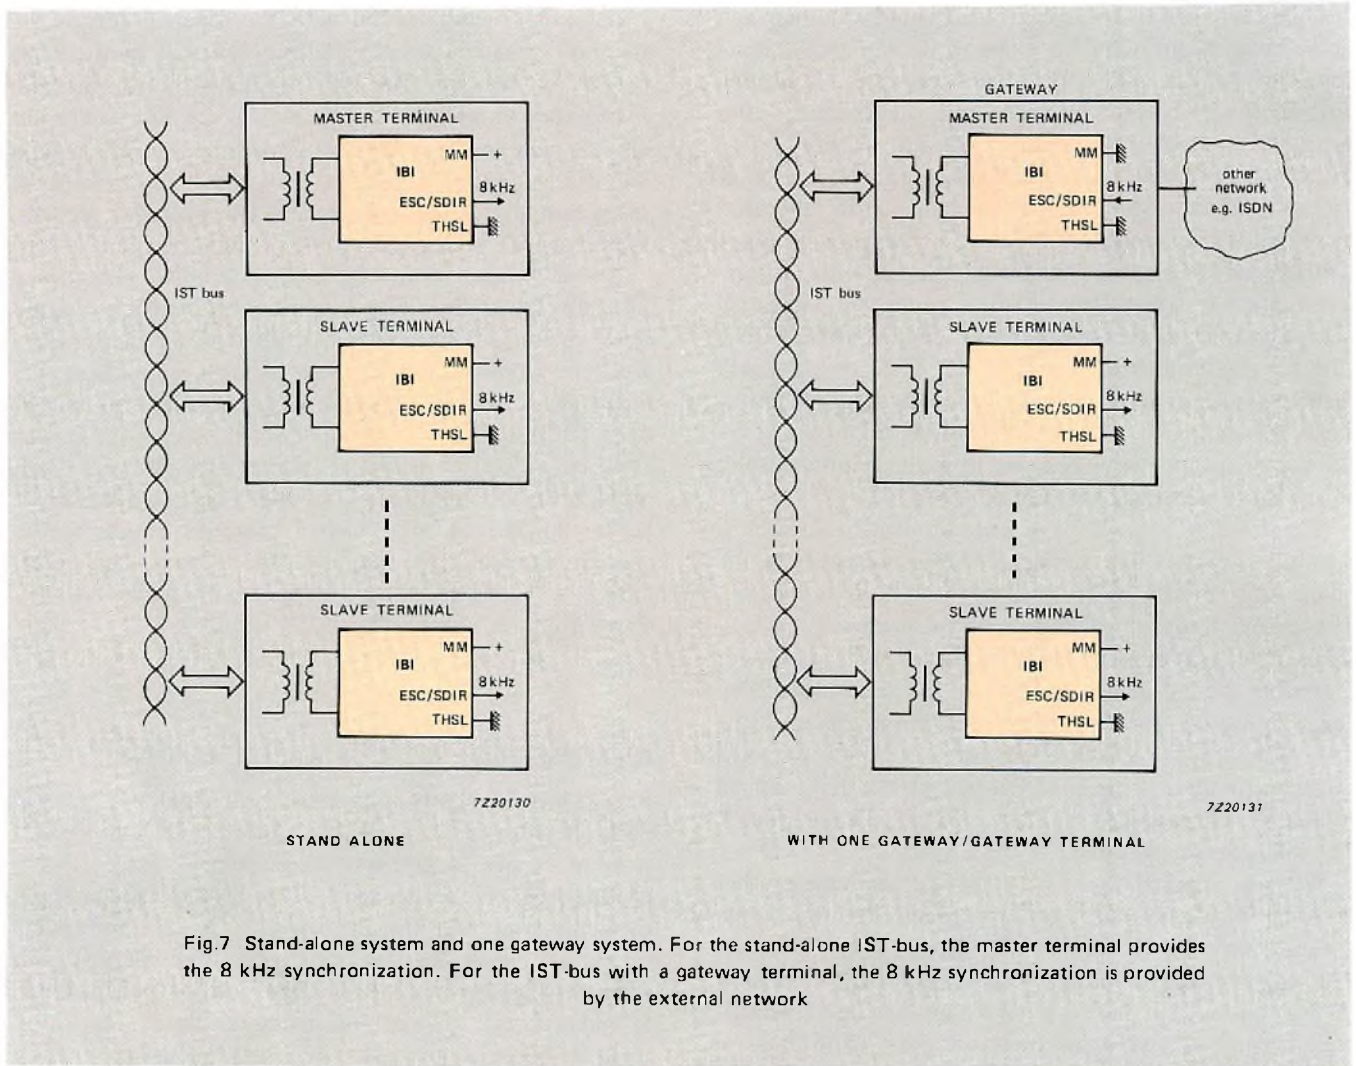 MASTER TERMINAL
MM +
IBI
8 kHz
ESC/SDIR
THSL
IST bus
SLAVE TERMINAL
MM +
IBI
8 kHz
ESC/SDIR
THSL
SLAVE TERMINAL
MM +
IBI
8 kHz
ESC/SDIR
THSL
7Z20130
STAND ALONE
GATEWAY
MASTER TERMINAL
MM
IBI
8 kHz
ESC/SDIR
THSL
other
network
e.g. ISDN
IST bus
SLAVE TERMINAL
MM +
IBI
8 kHz
ESC/SDIR
THSL
SLAVE TERMINAL
MM +
IBI
8 kHz
ESC/SDIR
THSL
7Z20131
WITH ONE GATEWAY/GATEWAY TERMINAL
Fig.7 Stand-alone system and one gateway system. For the stand-alone IST-bus, the master terminal provides
the 8 kHz synchronization. For the IST-bus with a gateway terminal, the 8 kHz synchronization is provided
by the external network